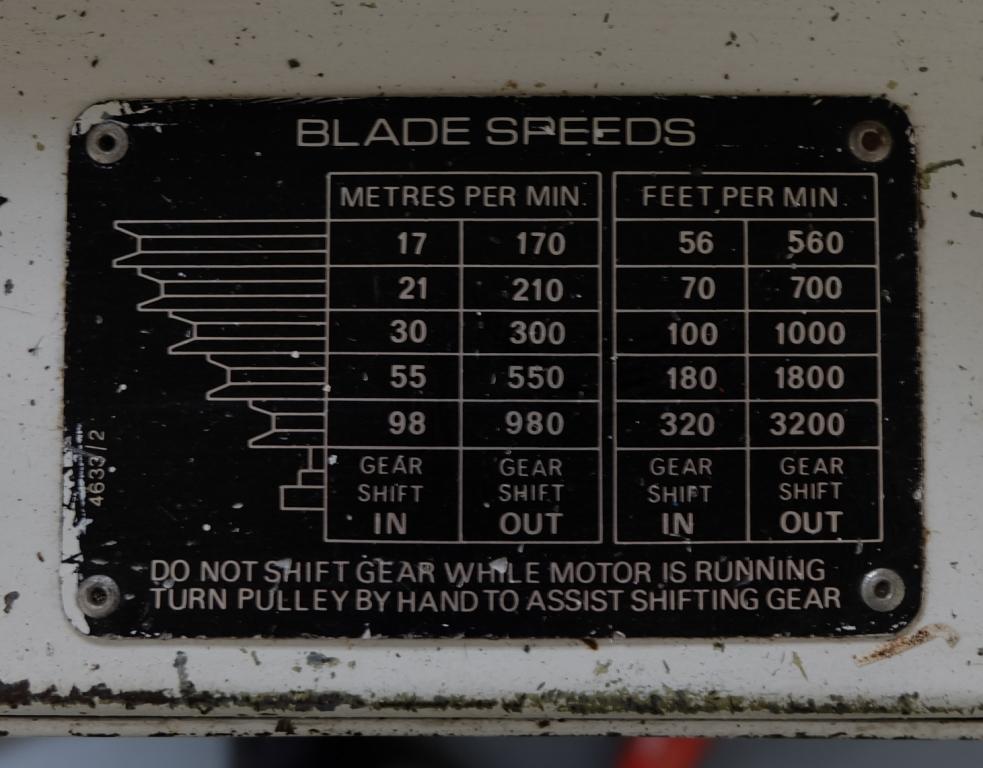 BLADE SPEEDS
METRES PER MIN. FEET PER MIN.
17 170 56 560
21 210 70 700
30 300 100 1000
55 550 180 1800
98 980 320 3200
GEAR GEAR GEAR GEAR
SHIFT SHIFT SHIFT SHIFT
IN OUT IN OUT
4633/2
DO NOT SHIFT GEAR WHILE MOTOR IS RUNNING
TURN PULLEY BY HAND TO ASSIST SHIFTING GEAR